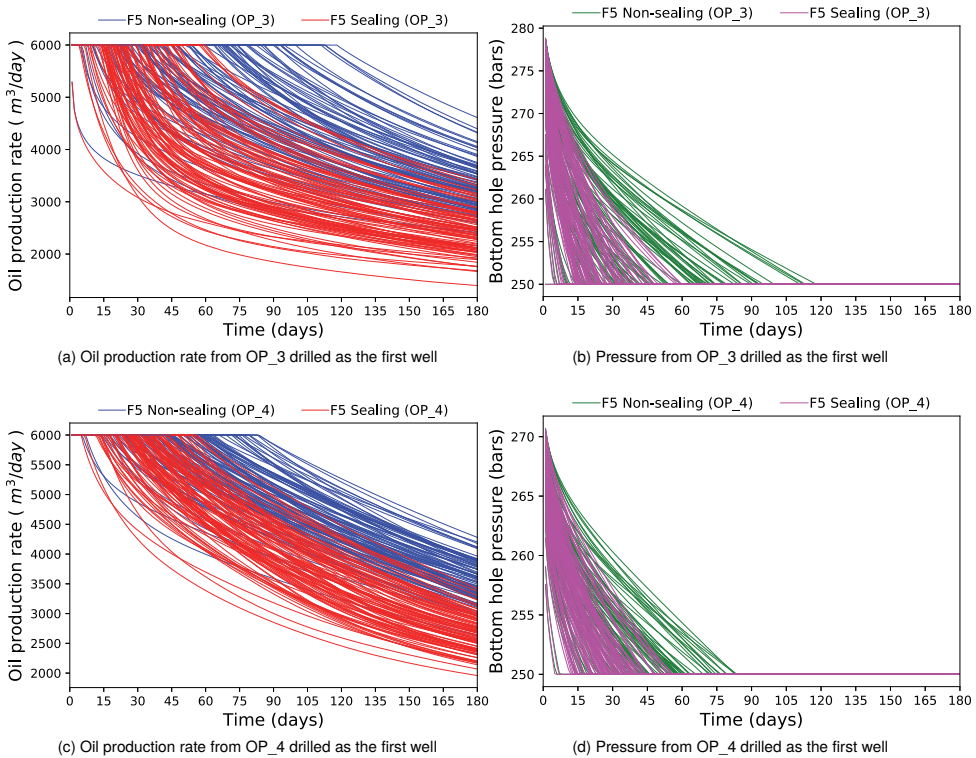 F5 Non-sealing (OP_3) F5 Sealing (OP_3)
Oil production rate ( m³/day )
6000
5000
4000
3000
2000
1 15 30 45 60 75 90 105 120 135 150 165 180
Time (days)
(a) Oil production rate from OP_3 drilled as the first well
F5 Non-sealing (OP_3) F5 Sealing (OP_3)
Bottom hole pressure (bars)
280
275
270
265
260
255
250
1 15 30 45 60 75 90 105 120 135 150 165 180
Time (days)
(b) Pressure from OP_3 drilled as the first well
F5 Non-sealing (OP_4) F5 Sealing (OP_4)
Oil production rate ( m³/day )
6000
5500
5000
4500
4000
3500
3000
2500
2000
1 15 30 45 60 75 90 105 120 135 150 165 180
Time (days)
(c) Oil production rate from OP_4 drilled as the first well
F5 Non-sealing (OP_4) F5 Sealing (OP_4)
Bottom hole pressure (bars)
270
265
260
255
250
1 15 30 45 60 75 90 105 120 135 150 165 180
Time (days)
(d) Pressure from OP_4 drilled as the first well